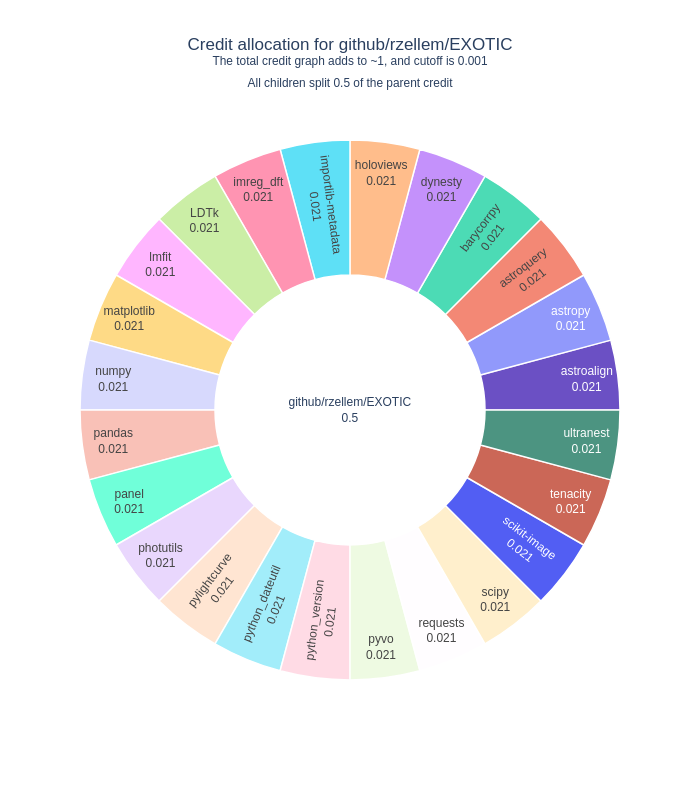 Credit allocation for github/rzellem/EXOTIC
The total credit graph adds to ~1, and cutoff is 0.001
All children split 0.5 of the parent credit
holoviews
0.021
dynesty
0.021
barycorrpy
0.021
astroquery
0.021
astropy
0.021
astroalign
0.021
ultranest
0.021
tenacity
0.021
scikit-image
0.021
scipy
0.021
requests
0.021
pyvo
0.021
python_version
0.021
python_dateutil
0.021
pylightcurve
0.021
photutils
0.021
panel
0.021
pandas
0.021
numpy
0.021
matplotlib
0.021
lmfit
0.021
LDTk
0.021
imreg_dft
0.021
importlib-metadata
0.021
github/rzellem/EXOTIC
0.5